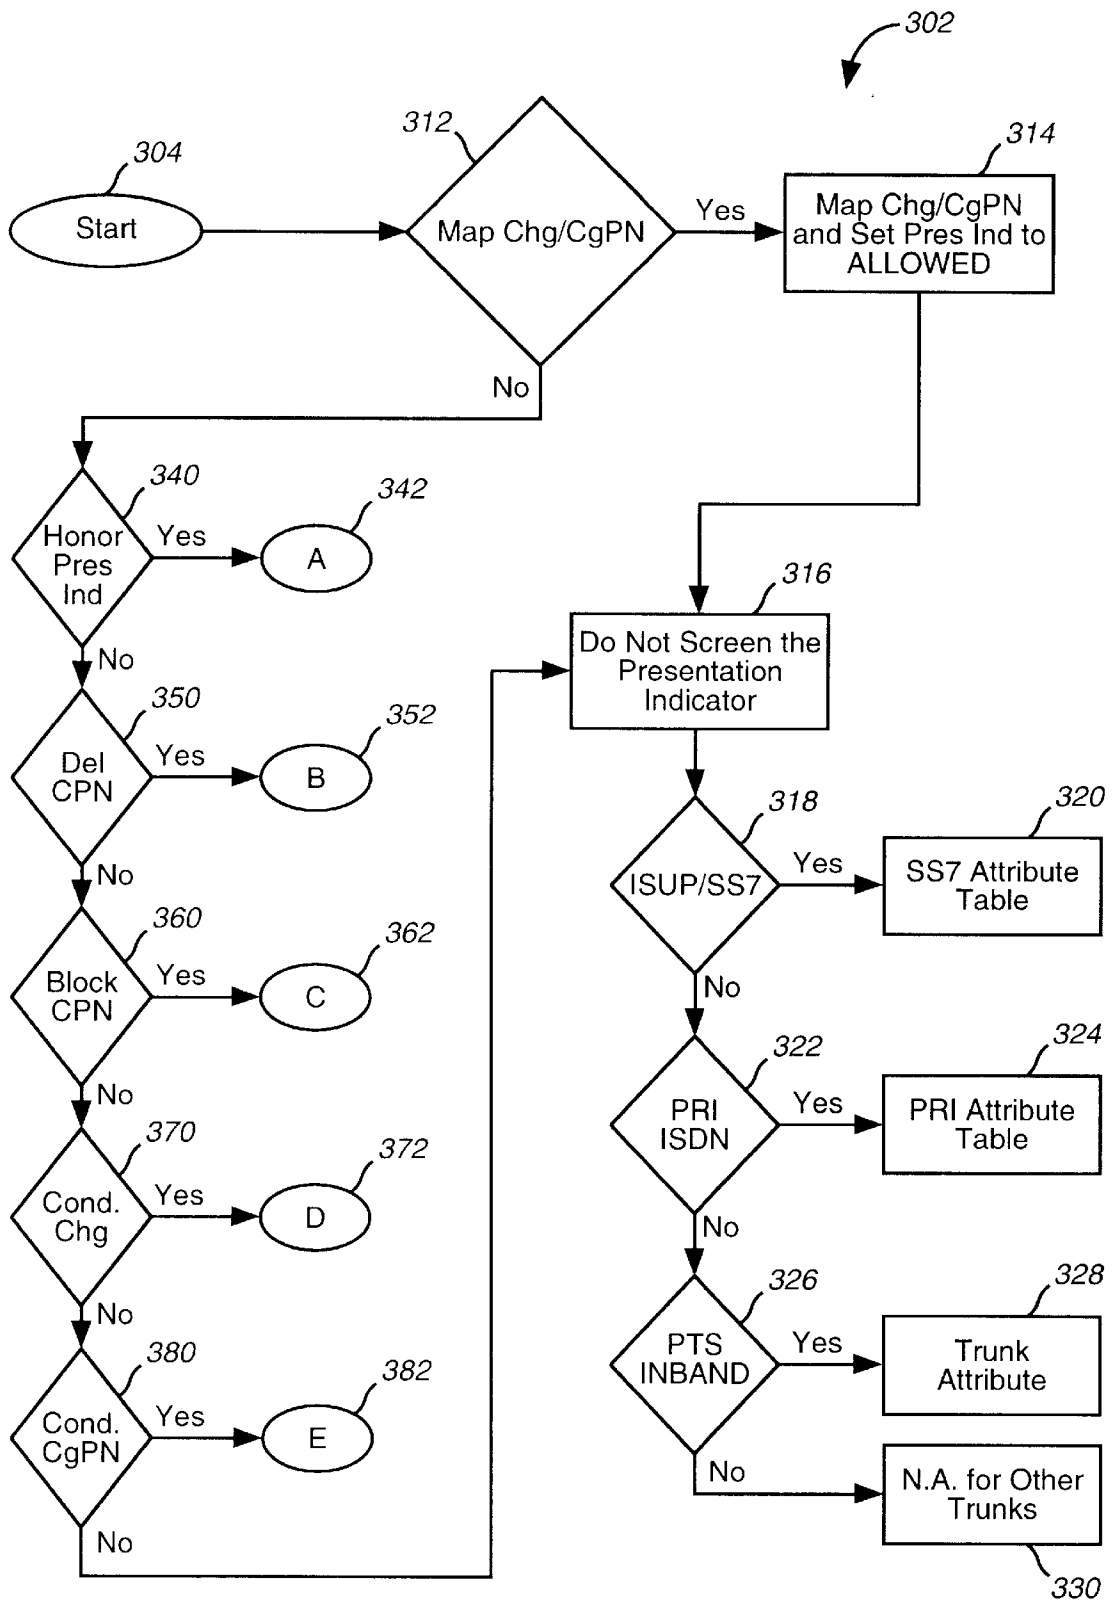 302
304
Start
312
Map Chg/CgPN
Yes
314
Map Chg/CgPN
and Set Pres Ind to
ALLOWED
No
340
Honor
Pres
Ind
Yes
342
A
No
350
Del
CPN
Yes
352
B
No
360
Block
CPN
Yes
362
C
No
370
Cond.
Chg
Yes
372
D
No
380
Cond.
CgPN
Yes
382
E
No
316
Do Not Screen the
Presentation
Indicator
318
ISUP/SS7
Yes
320
SS7 Attribute
Table
No
322
PRI
ISDN
Yes
324
PRI Attribute
Table
No
326
PTS
INBAND
Yes
328
Trunk
Attribute
No
N.A. for Other
Trunks
330